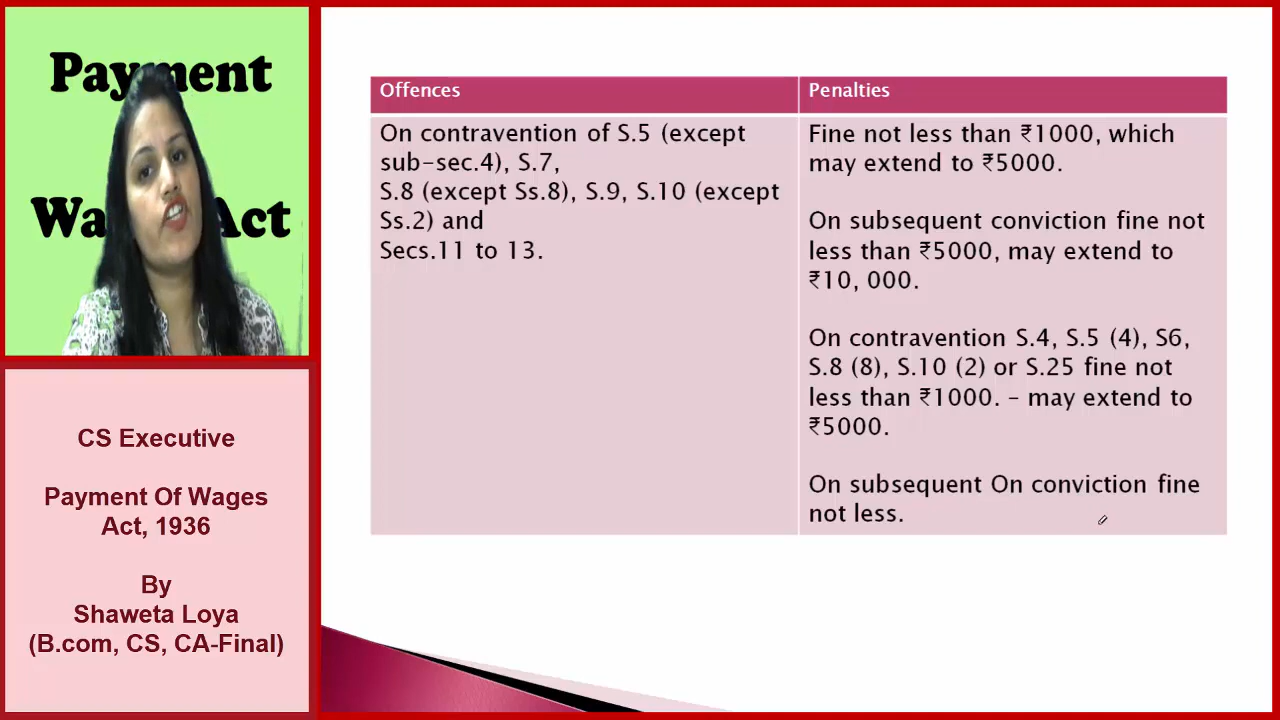 Payment
Wages Act
CS Executive
Payment Of Wages
Act, 1936
By
Shaweta Loya
(B.com, CS, CA-Final)
Offences
Penalties
On contravention of S.5 (except
sub-sec.4), S.7,
S.8 (except Ss.8), S.9, S.10 (except
Ss.2) and
Secs.11 to 13.
Fine not less than ₹1000, which
may extend to ₹5000.
On subsequent conviction fine not
less than ₹5000, may extend to
₹10, 000.
On contravention S.4, S.5 (4), S6,
S.8 (8), S.10 (2) or S.25 fine not
less than ₹1000. – may extend to
₹5000.
On subsequent On conviction fine
not less.